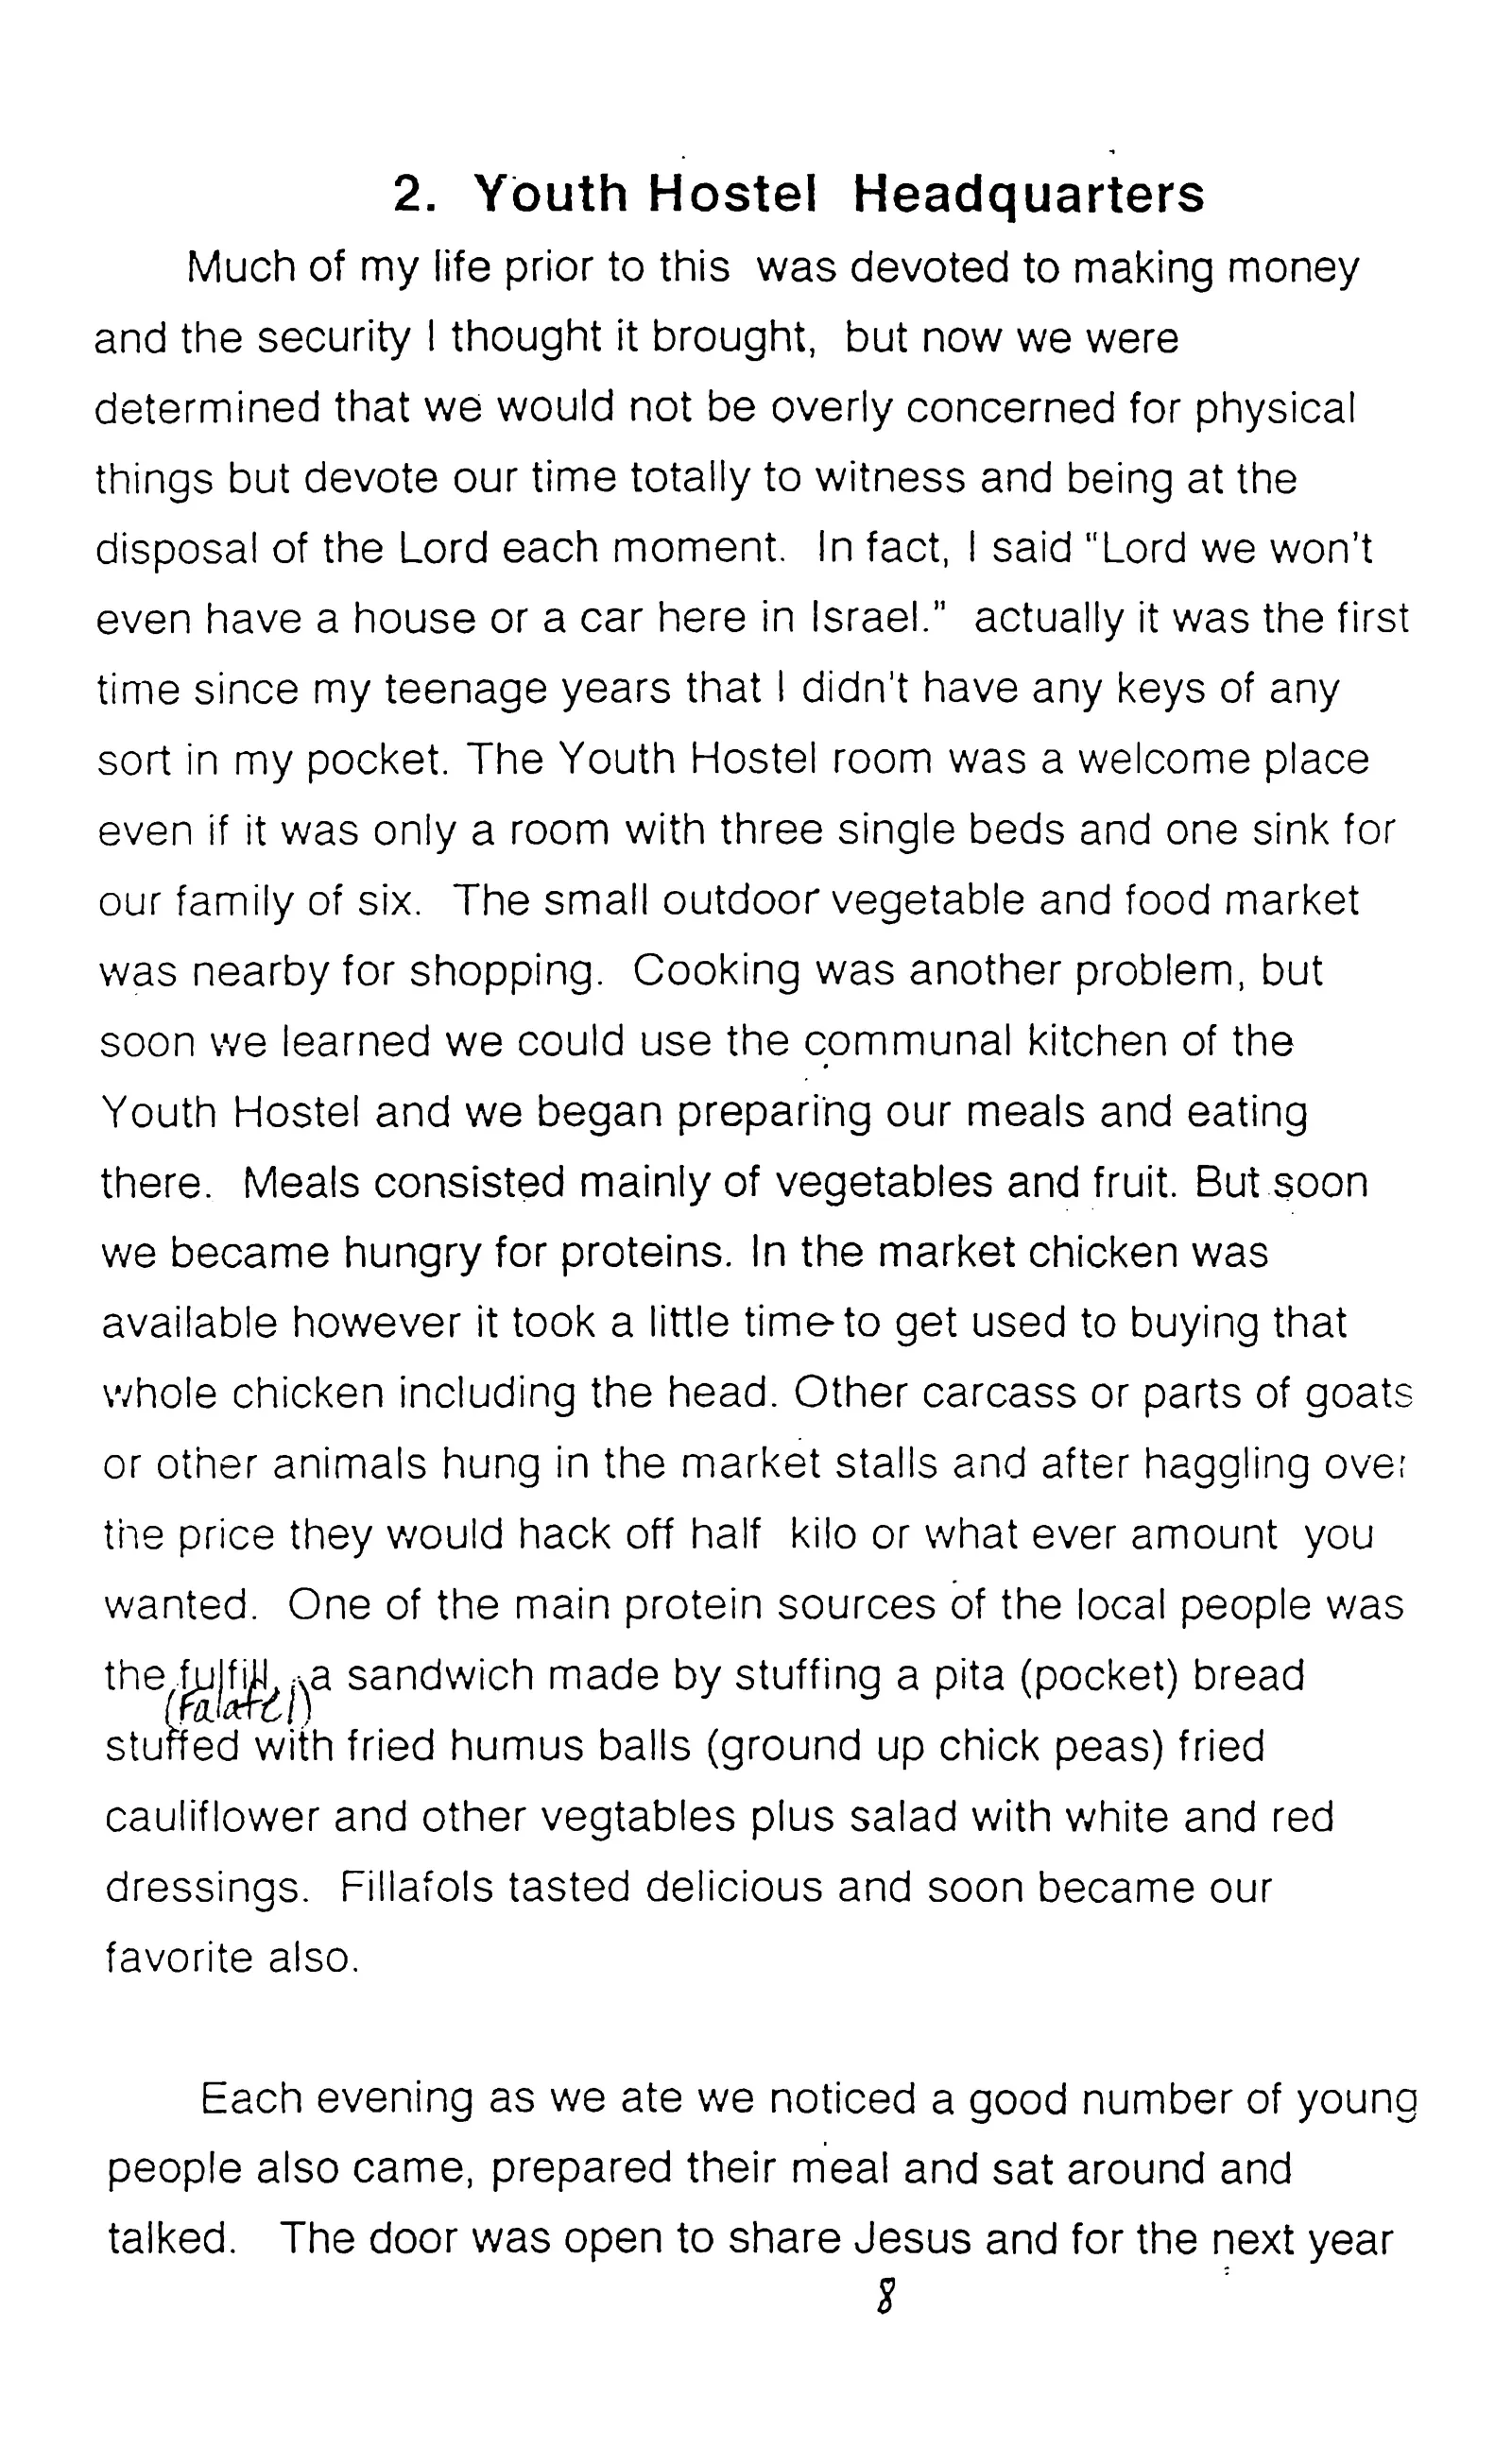 2. Youth Hostel Headquarters
Much of my life prior to this was devoted to making money
and the security I thought it brought, but now we were
determined that we would not be overly concerned for physical
things but devote our time totally to witness and being at the
disposal of the Lord each moment. In fact, I said "Lord we won't
even have a house or a car here in Israel." actually it was the first
time since my teenage years that I didn't have any keys of any
sort in my pocket. The Youth Hostel room was a welcome place
even if it was only a room with three single beds and one sink for
our family of six. The small outdoor vegetable and food market
was nearby for shopping. Cooking was another problem, but
soon we learned we could use the communal kitchen of the
Youth Hostel and we began preparing our meals and eating
there. Meals consisted mainly of vegetables and fruit. But soon
we became hungry for proteins. In the market chicken was
available however it took a little time to get used to buying that
whole chicken including the head. Other carcass or parts of goats
or other animals hung in the market stalls and after haggling over
the price they would hack off half kilo or what ever amount you
wanted. One of the main protein sources of the local people was
the fulfill, a sandwich made by stuffing a pita (pocket) bread
(Falafel)
stuffed with fried humus balls (ground up chick peas) fried
cauliflower and other vegtables plus salad with white and red
dressings. Fillafols tasted delicious and soon became our
favorite also.
Each evening as we ate we noticed a good number of young
people also came, prepared their meal and sat around and
talked. The door was open to share Jesus and for the next year
8